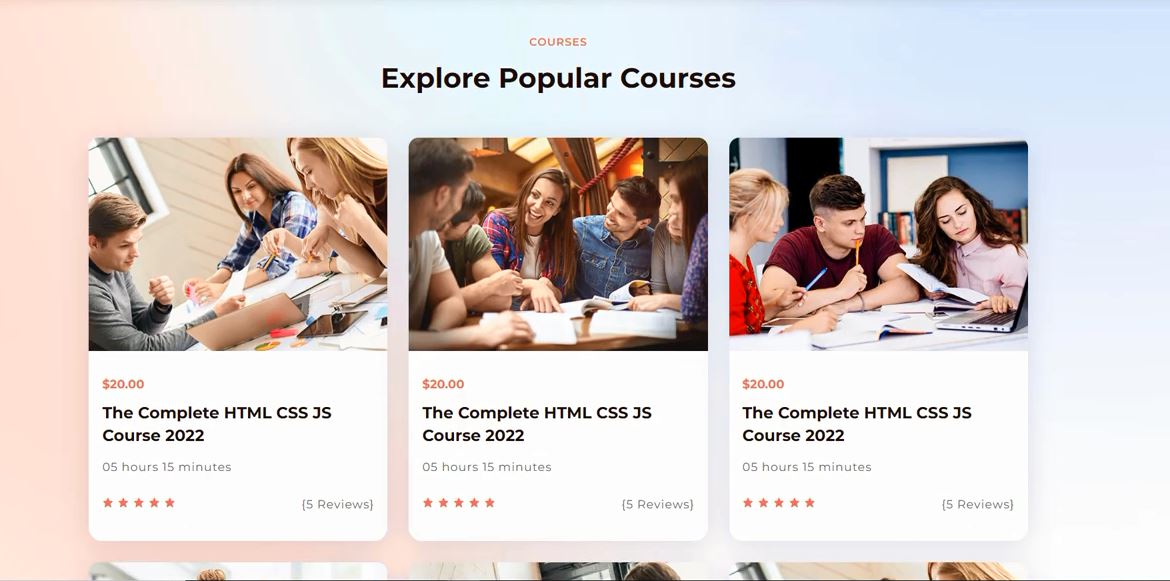 COURSES
Explore Popular Courses
$20.00
The Complete HTML CSS JS
Course 2022
05 hours 15 minutes
{5 Reviews}
$20.00
The Complete HTML CSS JS
Course 2022
05 hours 15 minutes
{5 Reviews}
$20.00
The Complete HTML CSS JS
Course 2022
05 hours 15 minutes
{5 Reviews}